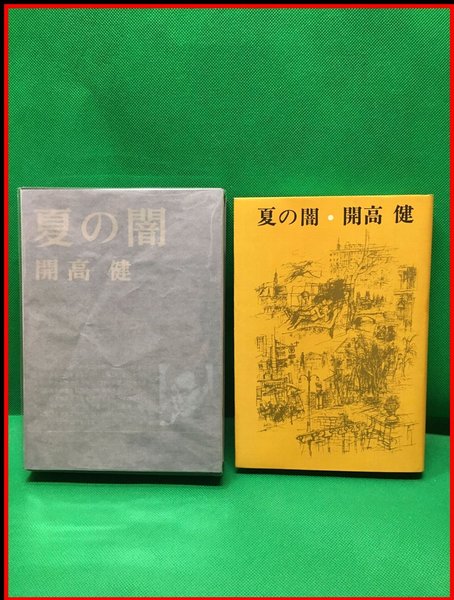 夏の闇
開高 健
夏の闇・開高 健